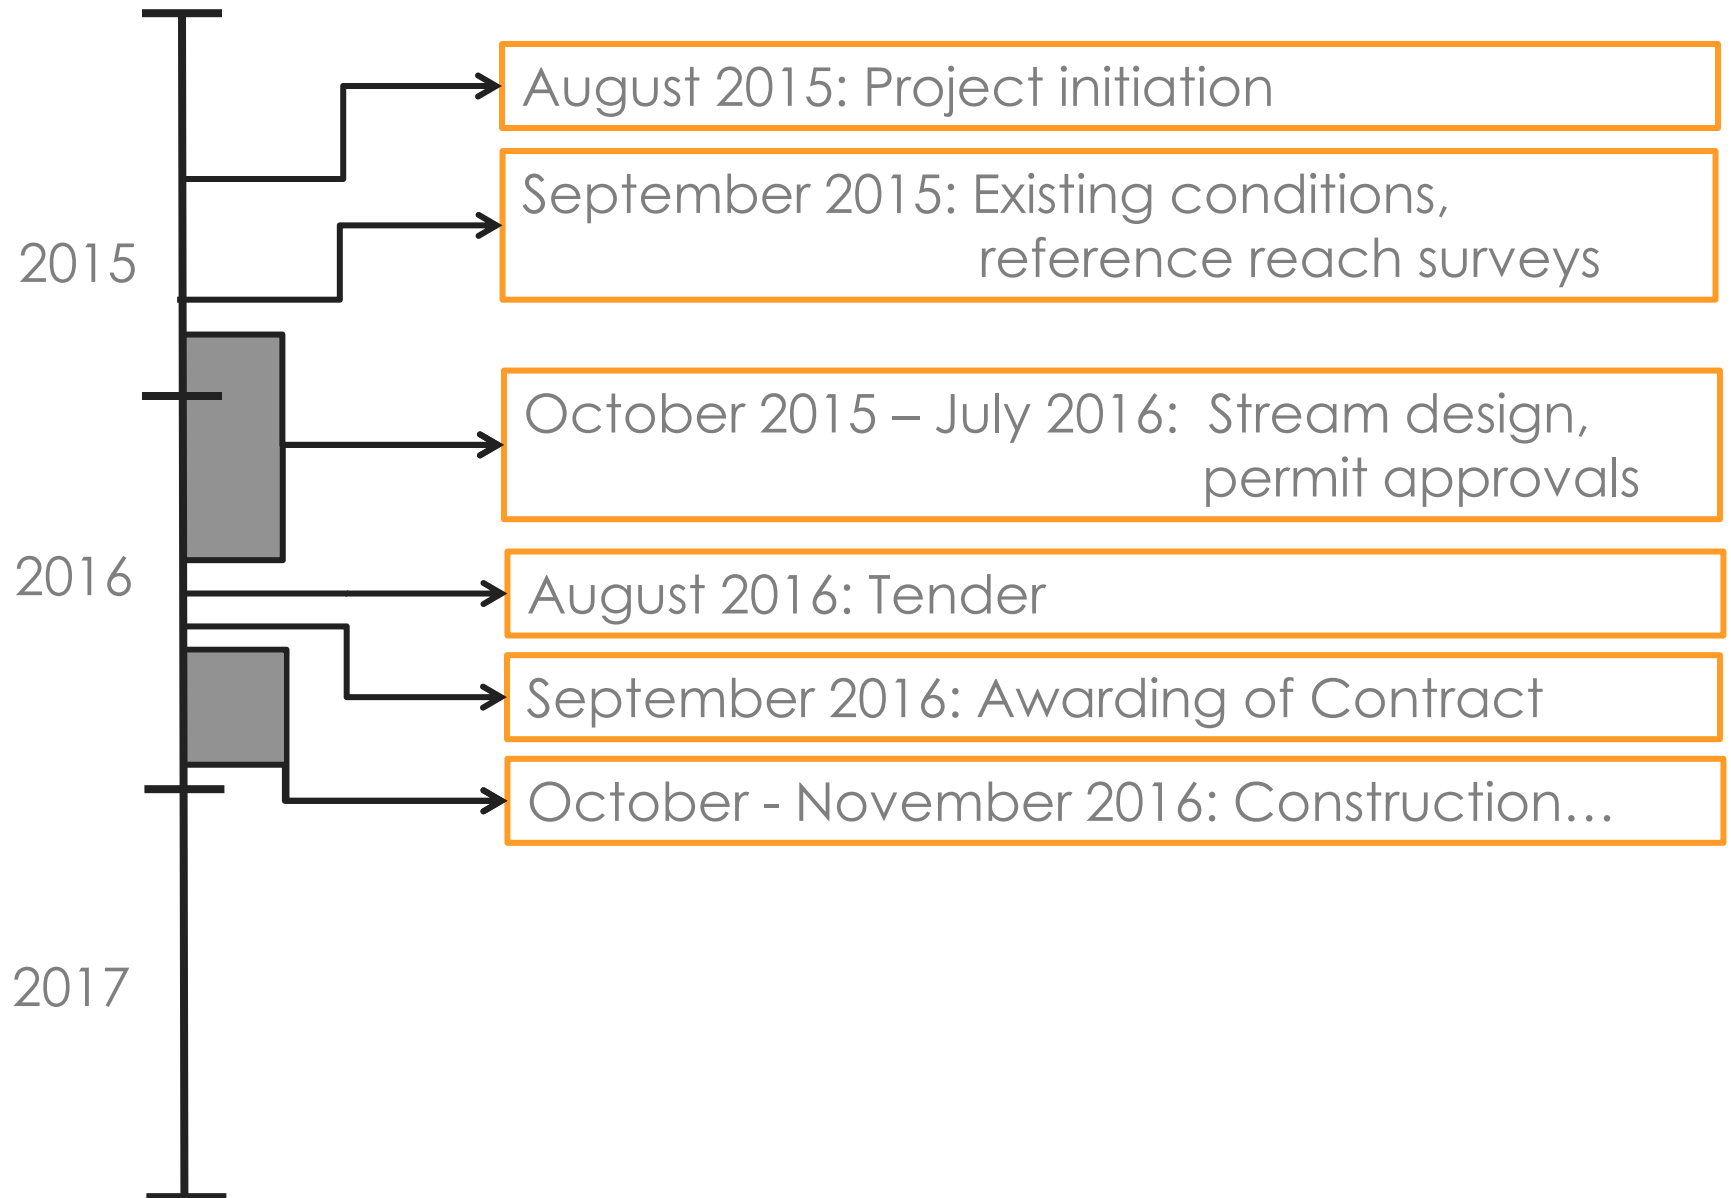 August 2015: Project initiation
September 2015: Existing conditions,
reference reach surveys
2015
October 2015 – July 2016:  Stream design,
permit approvals
2016
August 2016: Tender
September 2016: Awarding of Contract
October - November 2016: Construction…
2017